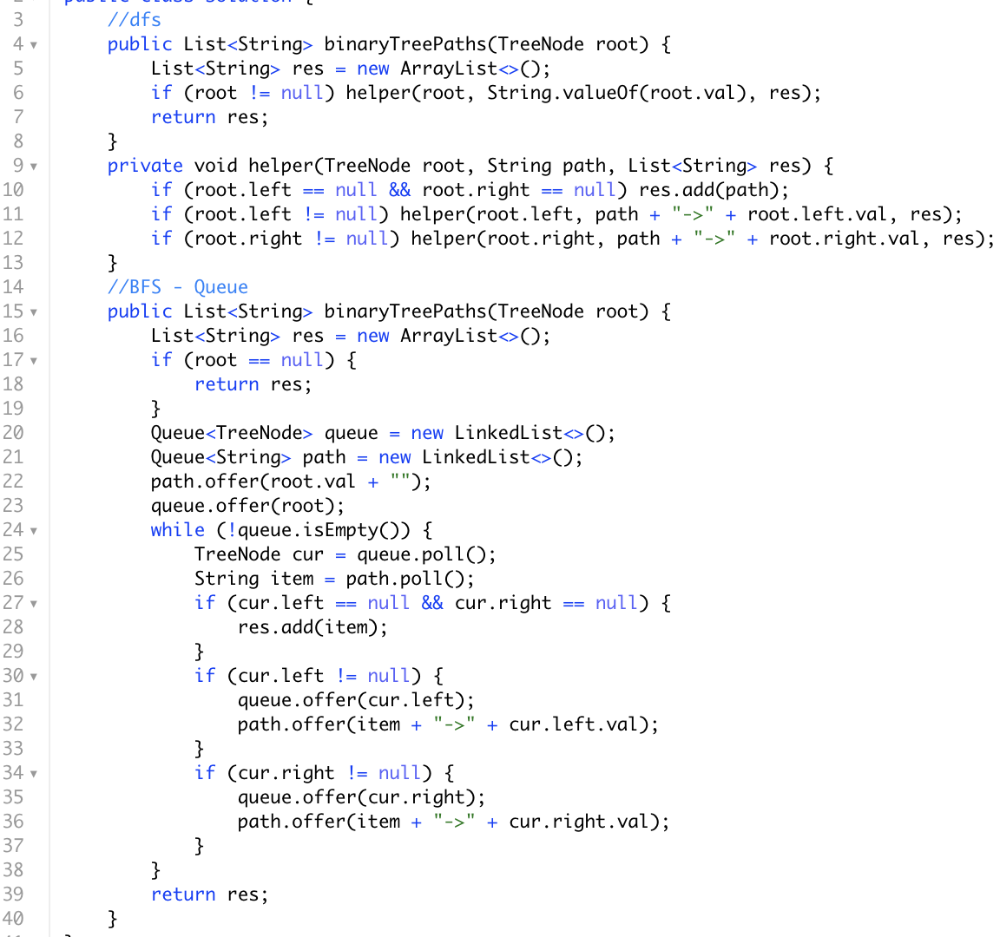 public class Solution {
3 //dfs
4 public List<String> binaryTreePaths(TreeNode root) {
5 List<String> res = new ArrayList<>();
6 if (root != null) helper(root, String.valueOf(root.val), res);
7 return res;
8 }
9 private void helper(TreeNode root, String path, List<String> res) {
10 if (root.left == null && root.right == null) res.add(path);
11 if (root.left != null) helper(root.left, path + "->" + root.left.val, res);
12 if (root.right != null) helper(root.right, path + "->" + root.right.val, res);
13 }
14 //BFS - Queue
15 public List<String> binaryTreePaths(TreeNode root) {
16 List<String> res = new ArrayList<>();
17 if (root == null) {
18 return res;
19 }
20 Queue<TreeNode> queue = new LinkedList<>();
21 Queue<String> path = new LinkedList<>();
22 path.offer(root.val + "");
23 queue.offer(root);
24 while (!queue.isEmpty()) {
25 TreeNode cur = queue.poll();
26 String item = path.poll();
27 if (cur.left == null && cur.right == null) {
28 res.add(item);
29 }
30 if (cur.left != null) {
31 queue.offer(cur.left);
32 path.offer(item + "->" + cur.left.val);
33 }
34 if (cur.right != null) {
35 queue.offer(cur.right);
36 path.offer(item + "->" + cur.right.val);
37 }
38 }
39 return res;
40 }